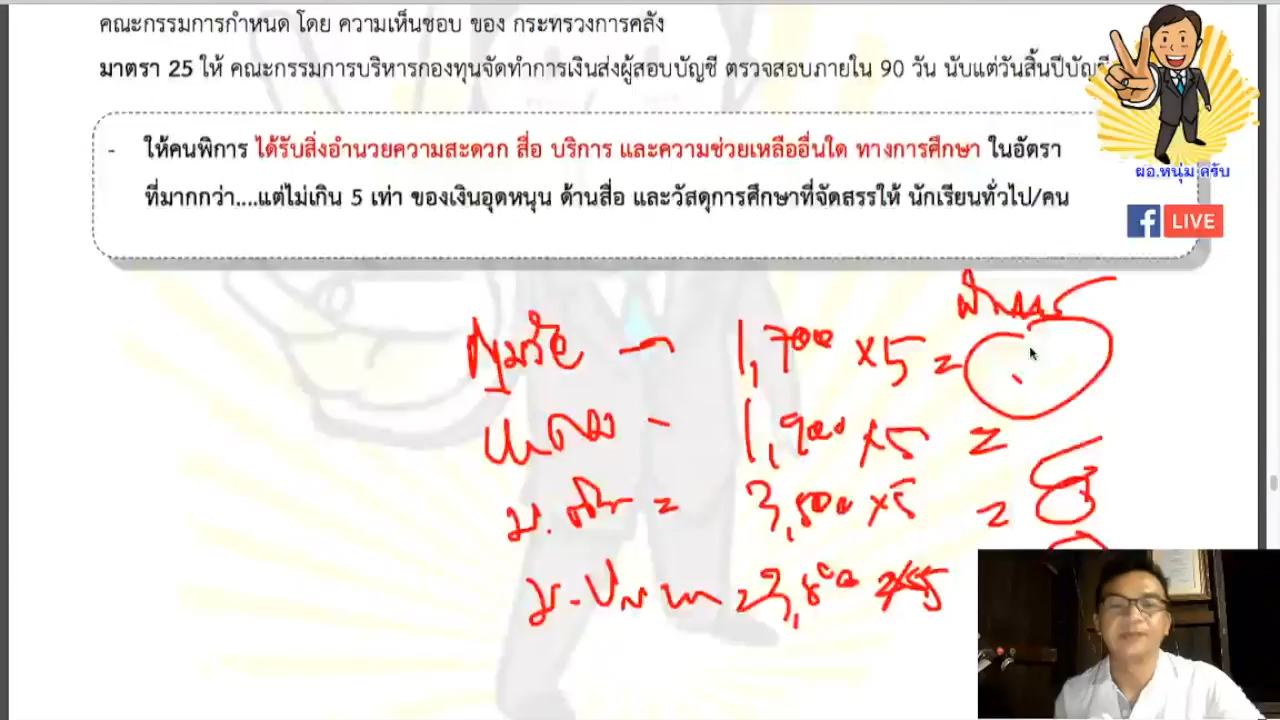 คณะกรรมการกำหนด โดย ความเห็นชอบ ของ กระทรวงการคลัง
มาตรา 25 ให้ คณะกรรมการบริหารกองทุนจัดทำการเงินส่งผู้สอบบัญชี ตรวจสอบภายใน 90 วัน นับแต่วันสิ้นปีบัญชี
- ให้คนพิการ ได้รับสิ่งอำนวยความสะดวก สื่อ บริการ และความช่วยเหลืออื่นใด ทางการศึกษา ในอัตรา
ที่มากกว่า....แต่ไม่เกิน 5 เท่า ของเงินอุดหนุน ด้านสื่อ และวัสดุการศึกษาที่จัดสรรให้ นักเรียนทั่วไป/คน
ผอ.หนุ่ม ครับ
f LIVE
1,700 ×5 =
1,900 ×5 =
ม. ต้น = 3,500 ×5 =
ม. ปลาย = 3,800 ×5